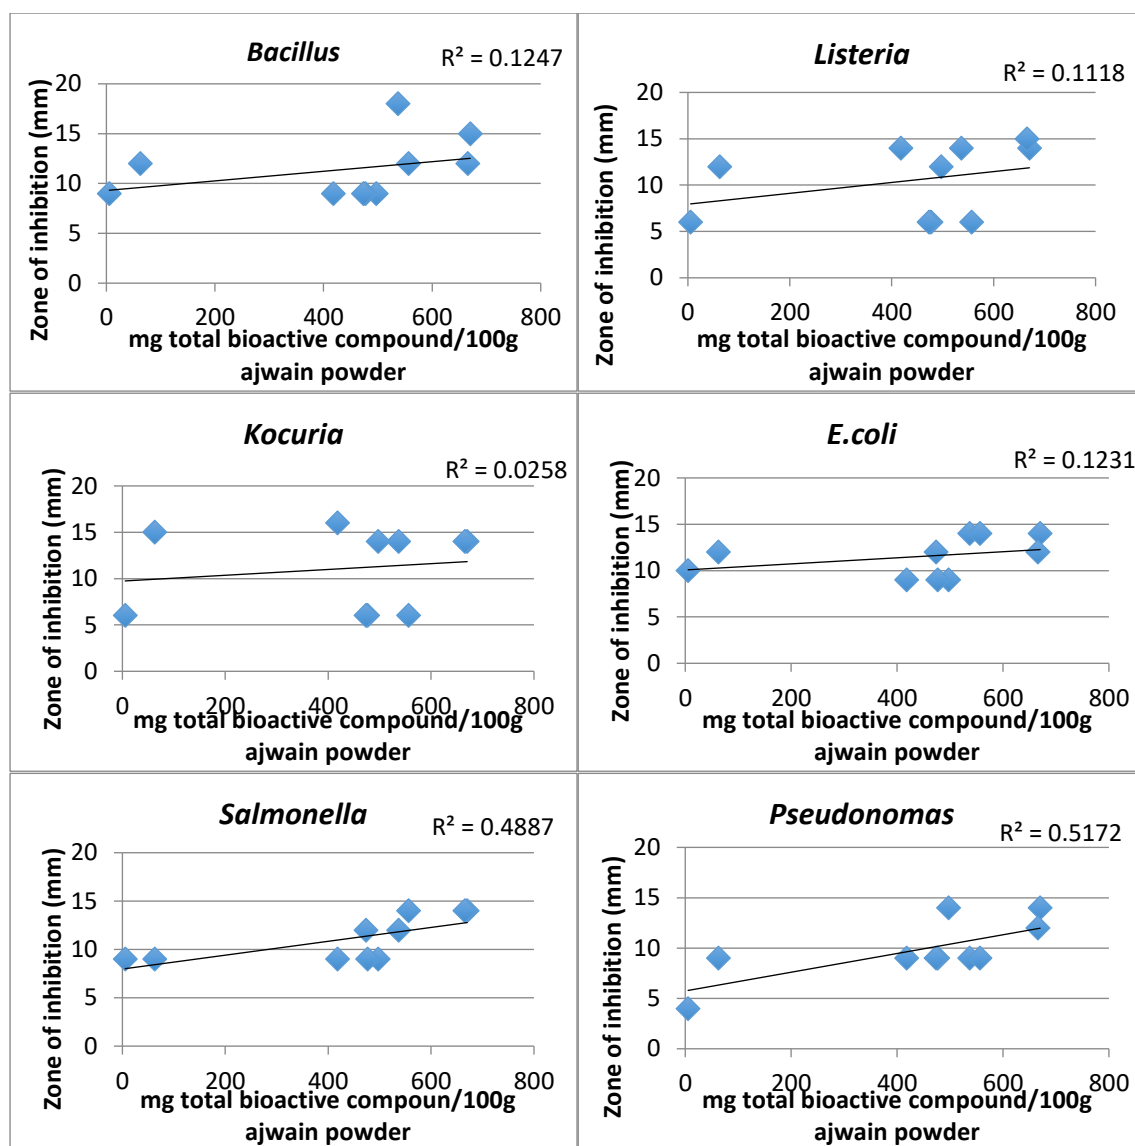 Bacillus
R² = 0.1247
Zone of inhibition (mm)
20
15
10
5
0
0 200 400 600 800
mg total bioactive compound/100g
ajwain powder
Listeria
R² = 0.1118
Zone of inhibition (mm)
20
15
10
5
0
0 200 400 600 800
mg total bioactive compound/100g
ajwain powder
Kocuria
R² = 0.0258
Zone of inhibition (mm)
20
15
10
5
0
0 200 400 600 800
mg total bioactive compound/100g
ajwain powder
E.coli
R² = 0.1231
Zone of inhibition (mm)
20
15
10
5
0
0 200 400 600 800
mg total bioactive compound/100g
ajwain powder
Salmonella
R² = 0.4887
Zone of inhibition (mm)
20
15
10
5
0
0 200 400 600 800
mg total bioactive compoun/100g
ajwain powder
Pseudonomas
R² = 0.5172
Zone of inhibition (mm)
20
15
10
5
0
0 200 400 600 800
mg total bioactive compound/100g
ajwain powder